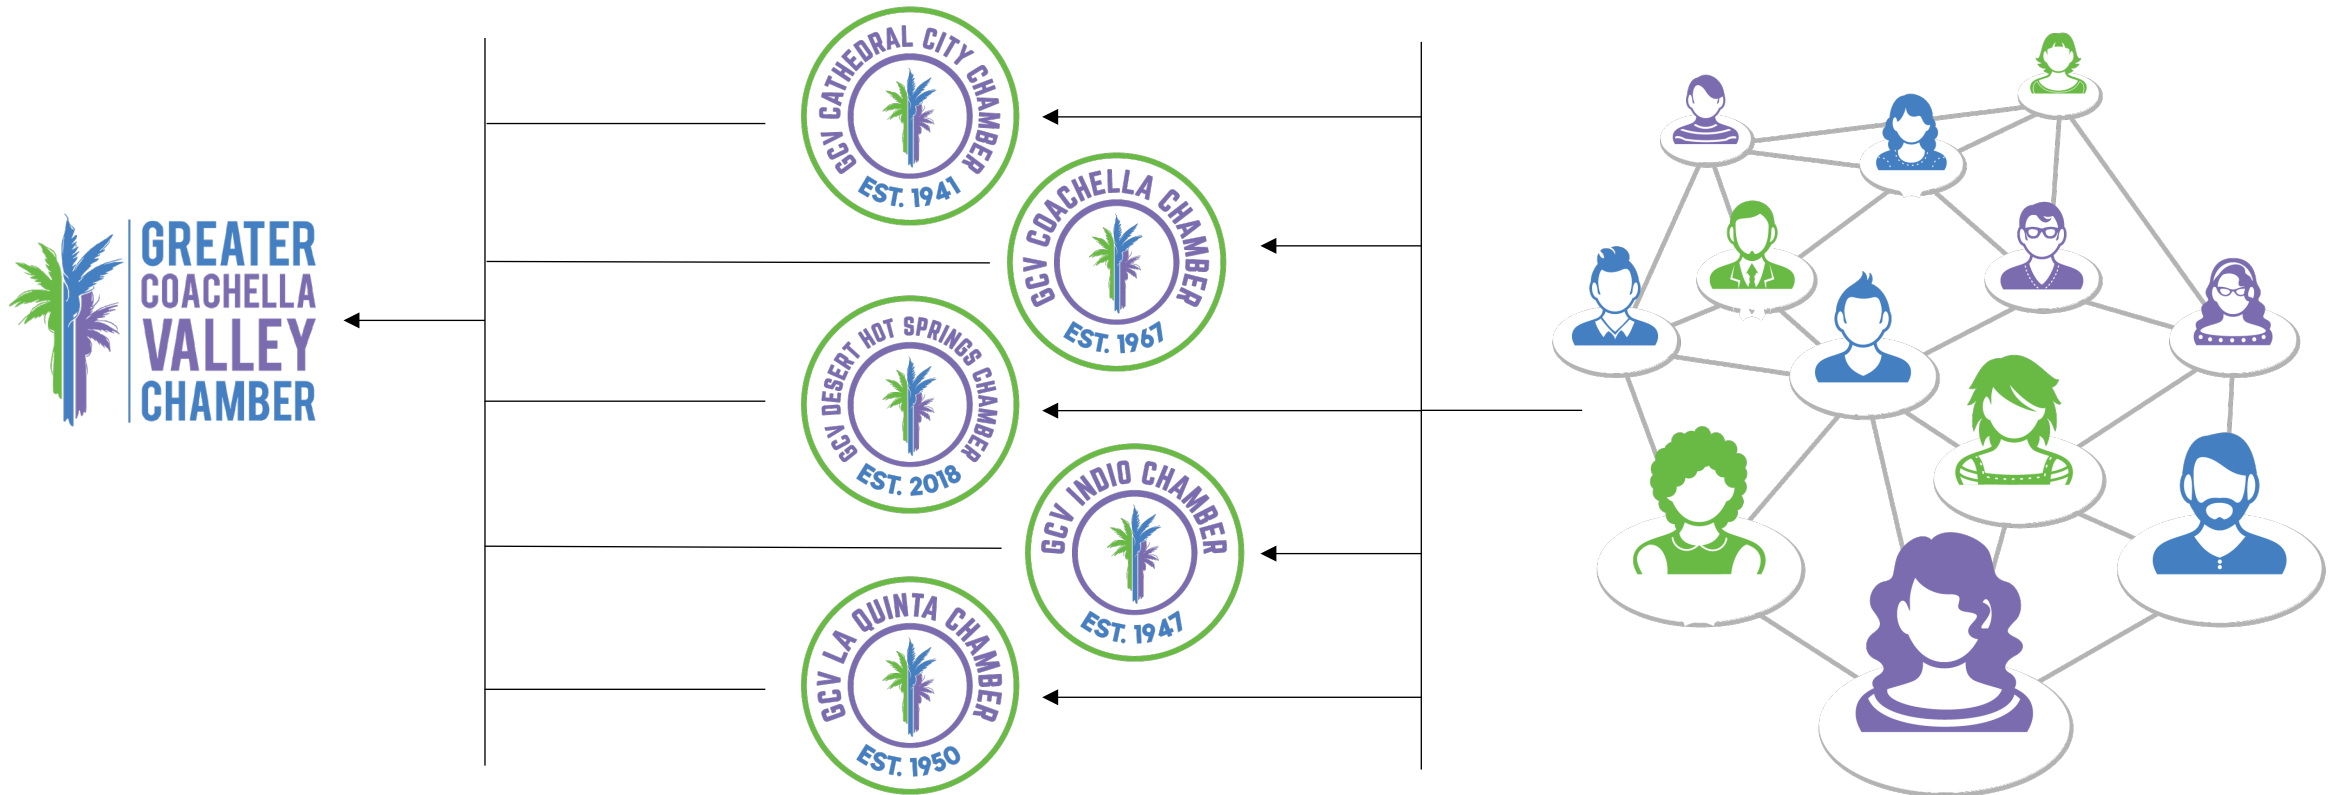 GREATER
COACHELLA
VALLEY
CHAMBER
GCV CATHEDRAL CITY CHAMBER
EST. 1941
GCV COACHELLA CHAMBER
EST. 1967
GCV DESERT HOT SPRINGS CHAMBER
EST. 2018
GCV INDIO CHAMBER
EST. 1947
GCV LA QUINTA CHAMBER
EST. 1950